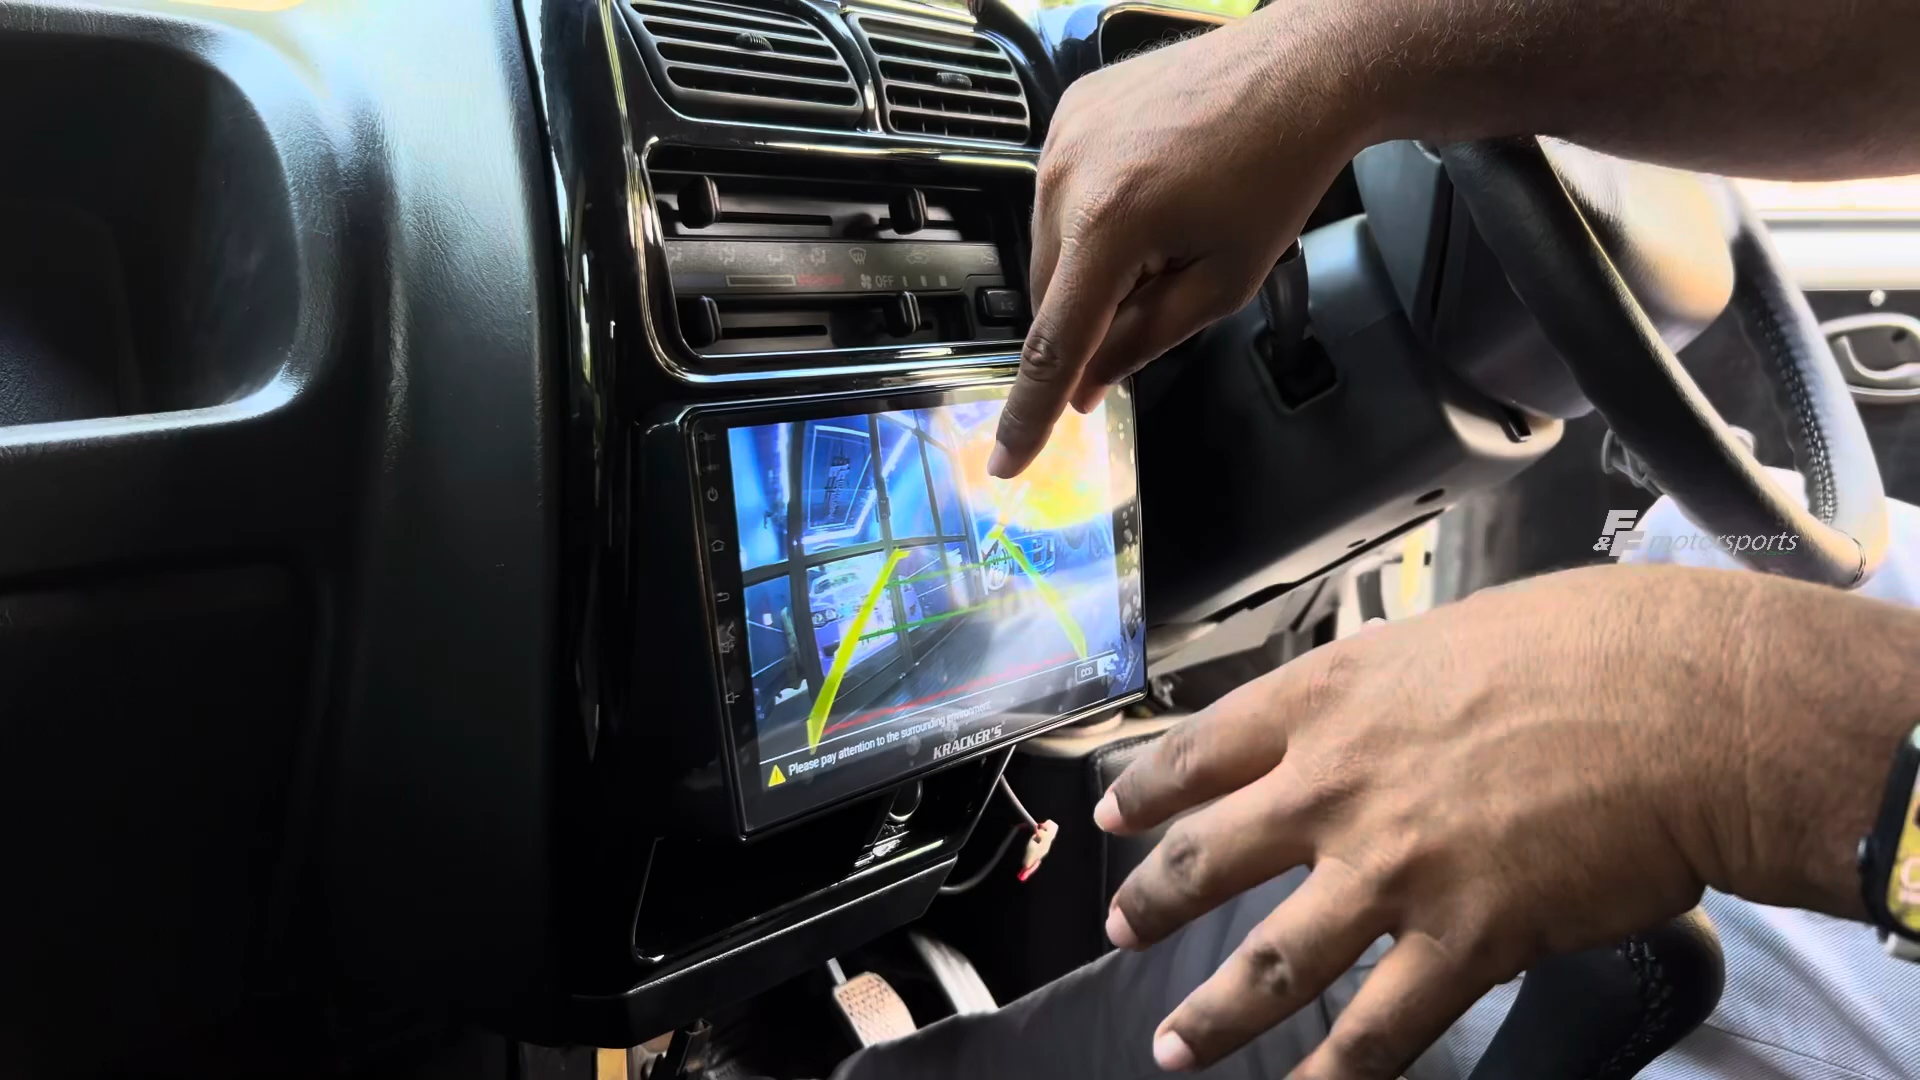 OFF
A/C
Please pay attention to the surrounding environment
KRACKER'S
F&F motorsports